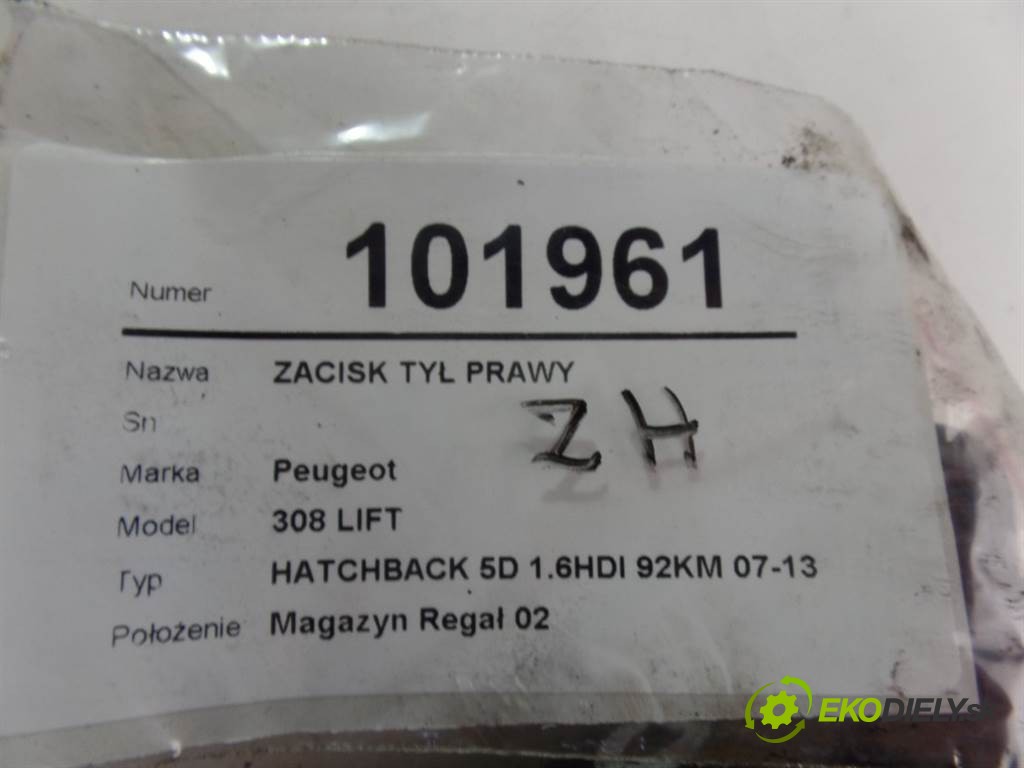 Numer 101961
Nazwa ZACISK TYŁ PRAWY
Sn
ZH
Marka Peugeot
Model 308 LIFT
Typ HATCHBACK 5D 1.6HDI 92KM 07-13
Położenie Magazyn Regał 02
EKODIELYs